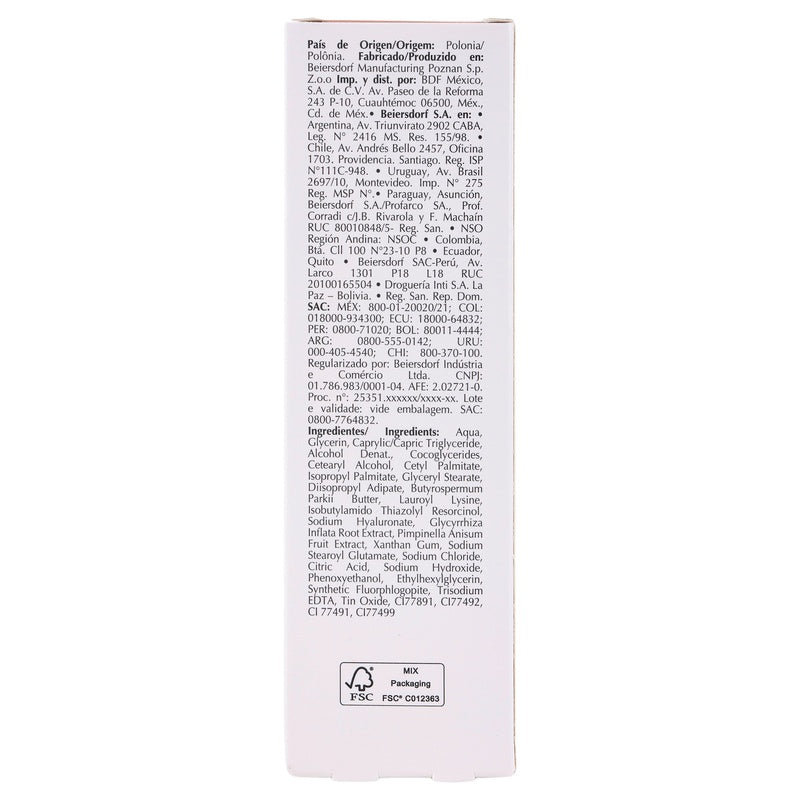 País de Origen/Origem: Polonia/
Polônia. Fabricado/Produzido en:
Beiersdorf Manufacturing Poznan S.p.
Z.o.o Imp. y dist. por: BDF México,
S.A. de C.V. Av. Paseo de la Reforma
243 P-10, Cuauhtémoc 06500, Méx.,
Cd. de Méx.• Beiersdorf S.A. en: •
Argentina, Av. Triunvirato 2902 CABA,
Leg. N° 2416 MS. Res. 155/98. •
Chile, Av. Andrés Bello 2457, Oficina
1703. Providencia. Santiago. Reg. ISP
N°111C-948. • Uruguay, Av. Brasil
2697/10, Montevideo. Imp. N° 275
Reg. MSP N°.• Paraguay, Asunción,
Beiersdorf S.A./Profarco SA., Prof.
Corradi c/J.B. Rivarola y F. Machaín
RUC 80010848/5- Reg. San. • NSO
Región Andina: NSOC • Colombia,
Bta. Cll 100 N°23-10 P8 • Ecuador,
Quito • Beiersdorf SAC-Perú, Av.
Larco 1301 P18 L18 RUC
20100165504 • Droguería Inti S.A. La
Paz – Bolivia. • Reg. San. Rep. Dom.
SAC: MÉX: 800-01-20020/21; COL:
018000-934300; ECU: 18000-64832;
PER: 0800-71020; BOL: 80011-4444;
ARG: 0800-555-0142; URU:
000-405-4540; CHI: 800-370-100.
Regularizado por: Beiersdorf Indústria
e Comércio Ltda. CNPJ:
01.786.983/0001-04. AFE: 2.02721-0.
Proc. n°: 25351.xxxxxx/xxxx-xx. Lote
e validade: vide embalagem. SAC:
0800-7764832.
Ingredientes/ Ingredients: Aqua,
Glycerin, Caprylic/Capric Triglyceride,
Alcohol Denat., Cocoglycerides,
Cetearyl Alcohol, Cetyl Palmitate,
Isopropyl Palmitate, Glyceryl Stearate,
Diisopropyl Adipate, Butyrospermum
Parkii Butter, Lauroyl Lysine,
Isobutylamido Thiazolyl Resorcinol,
Sodium Hyaluronate, Glycyrrhiza
Inflata Root Extract, Pimpinella Anisum
Fruit Extract, Xanthan Gum, Sodium
Stearoyl Glutamate, Sodium Chloride,
Citric Acid, Sodium Hydroxide,
Phenoxyethanol, Ethylhexylglycerin,
Synthetic Fluorphlogopite, Trisodium
EDTA, Tin Oxide, CI77891, CI77492,
CI 77491, CI77499
FSC
MIX
Packaging
FSC® C012363